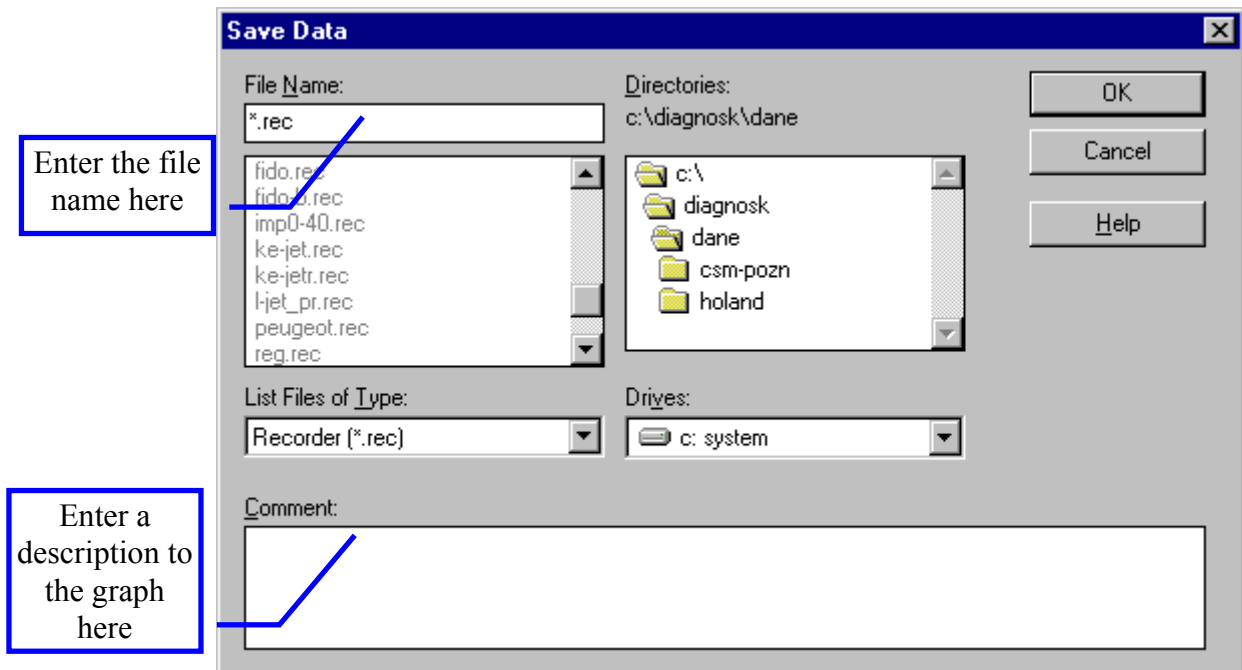 Save Data
File Name:
*.rec
fido.rec
fido-b.rec
imp0-40.rec
ke-jet.rec
ke-jetr.rec
l-jet_pr.rec
peugeot.rec
reg.rec
List Files of Type:
Recorder (*.rec)
Directories:
c:\diagnosk\dane
c:\
diagnosk
dane
csm-pozn
holand
Drives:
c: system
OK
Cancel
Help
Comment:
Enter the file
name here
Enter a
description to
the graph
here